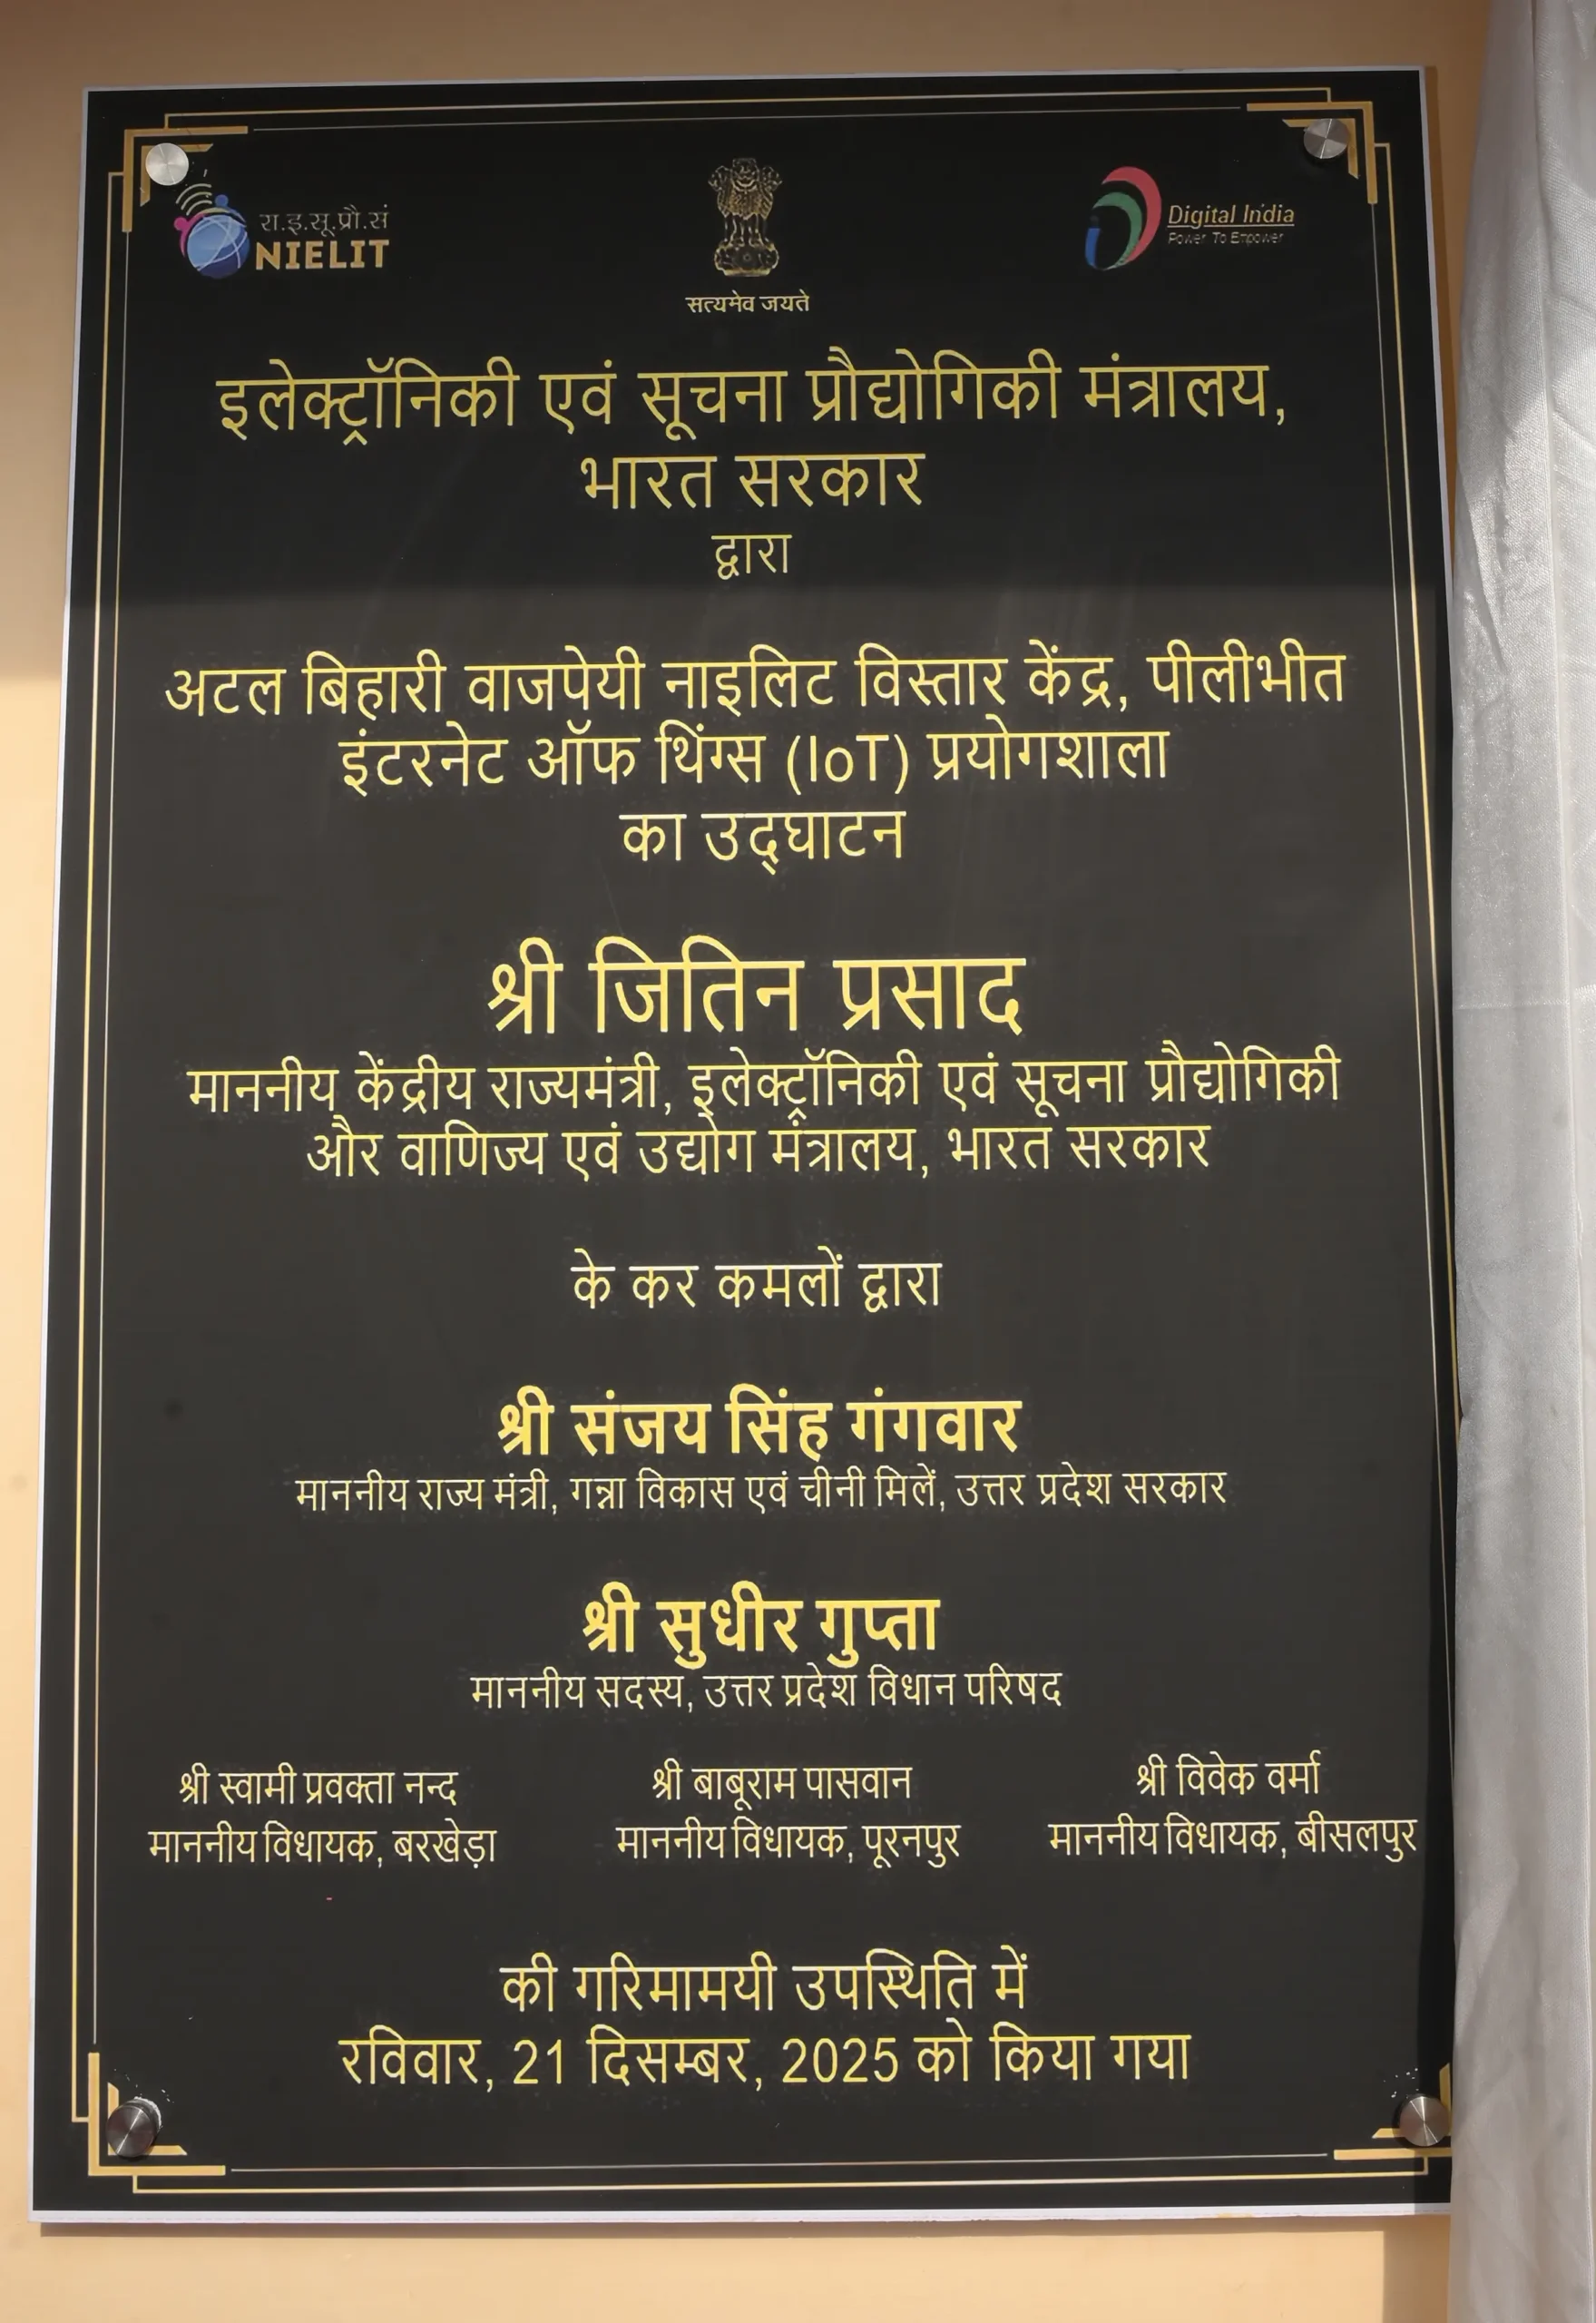 रा.इ.सू.प्रौ.सं
NIELIT
सत्यमेव जयते
Digital India
Power To Empower
इलेक्ट्रॉनिकी एवं सूचना प्रौद्योगिकी मंत्रालय,
भारत सरकार
द्वारा
अटल बिहारी वाजपेयी नाइलिट विस्तार केंद्र, पीलीभीत
इंटरनेट ऑफ थिंग्स (IoT) प्रयोगशाला
का उद्घाटन
श्री जितिन प्रसाद
माननीय केंद्रीय राज्यमंत्री, इलेक्ट्रॉनिकी एवं सूचना प्रौद्योगिकी
और वाणिज्य एवं उद्योग मंत्रालय, भारत सरकार
के कर कमलों द्वारा
श्री संजय सिंह गंगवार
माननीय राज्य मंत्री, गन्ना विकास एवं चीनी मिलें, उत्तर प्रदेश सरकार
श्री सुधीर गुप्ता
माननीय सदस्य, उत्तर प्रदेश विधान परिषद
श्री स्वामी प्रवक्ता नन्द
माननीय विधायक, बरखेड़ा
श्री बाबूराम पासवान
माननीय विधायक, पूरनपुर
श्री विवेक वर्मा
माननीय विधायक, बीसलपुर
की गरिमामयी उपस्थिति में
रविवार, 21 दिसम्बर, 2025 को किया गया